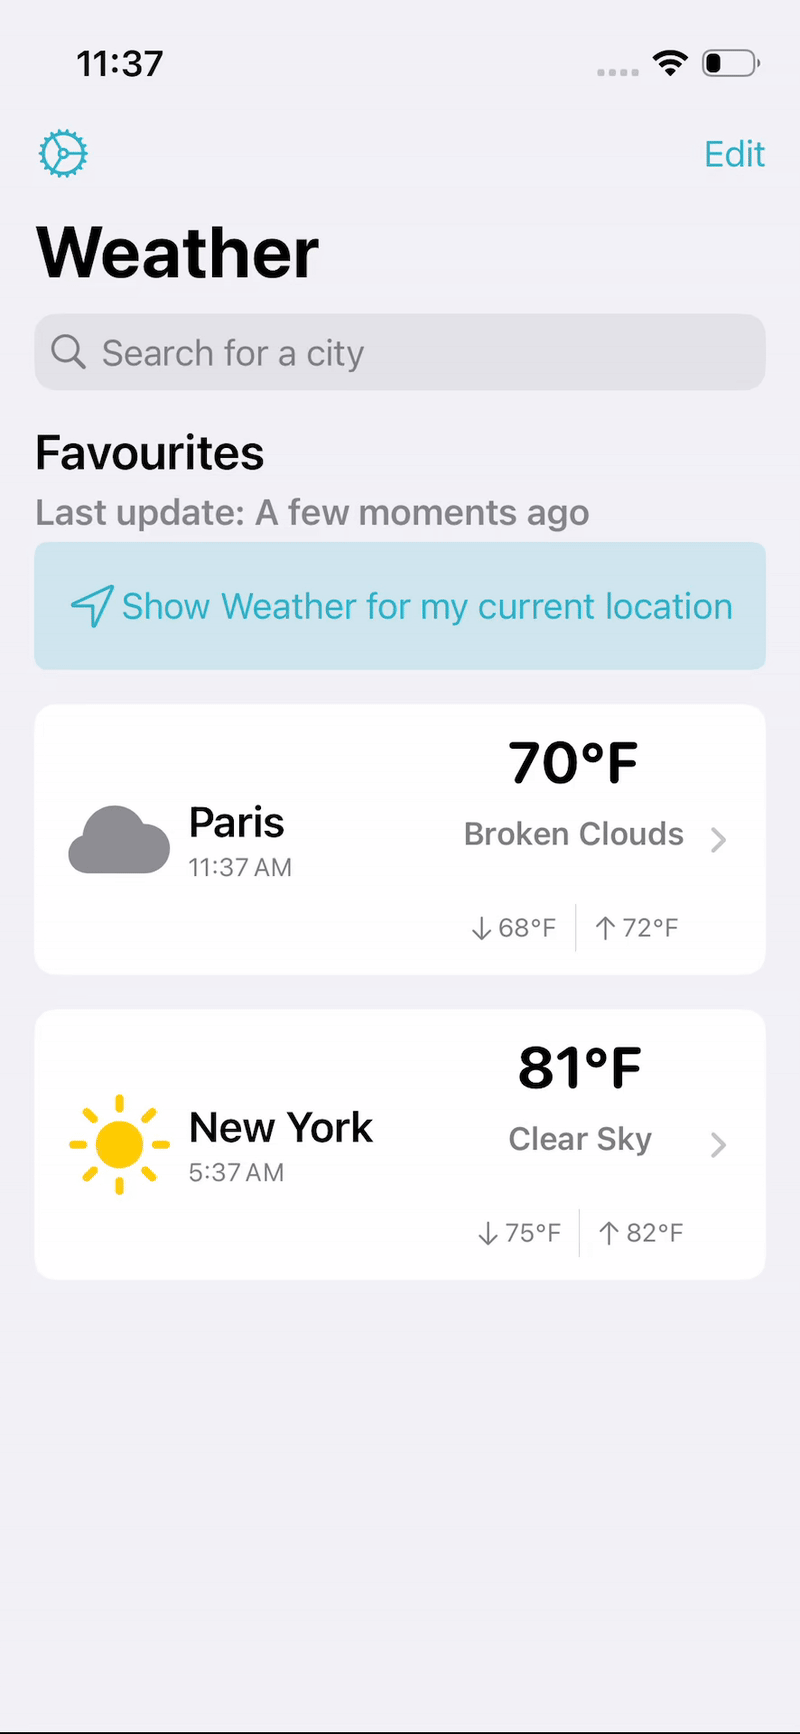 11:37
Edit
Weather
Search for a city
Favourites
Last update: A few moments ago
Show Weather for my current location
70°F
Paris
Broken Clouds
11:37 AM
↓ 68°F ↑ 72°F
81°F
New York
Clear Sky
5:37 AM
↓ 75°F ↑ 82°F